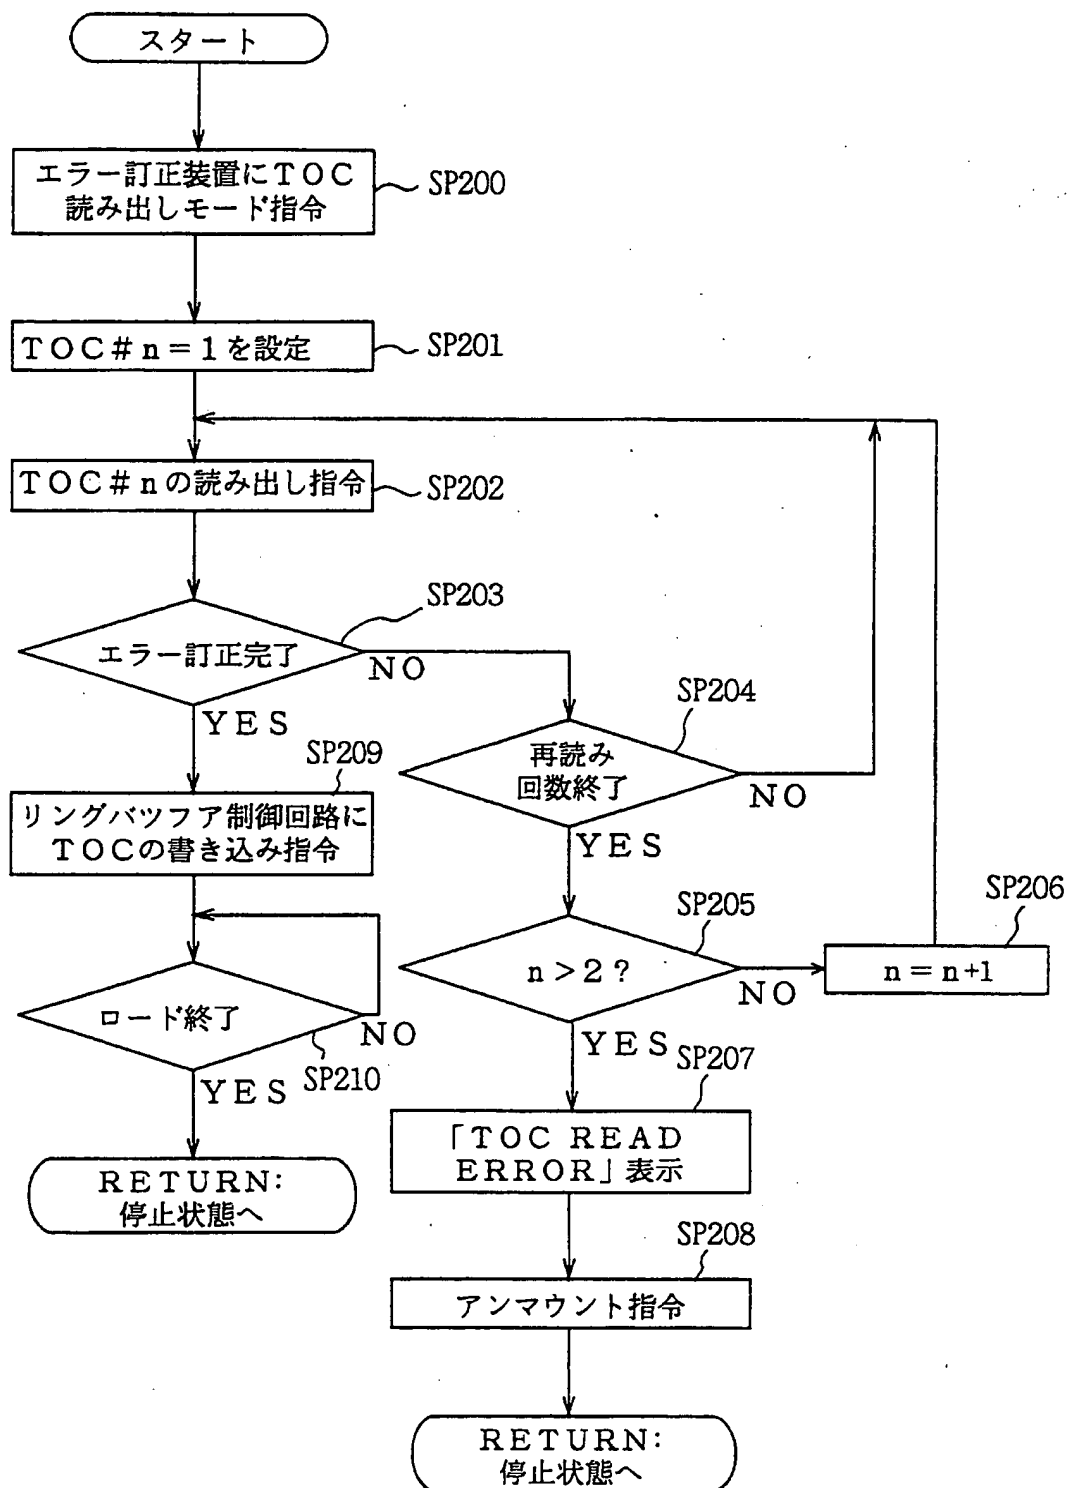 スタート
エラー訂正装置にTOC
読み出しモード指令
SP200
TOC#n=1を設定
SP201
TOC#nの読み出し指令
SP202
SP203
エラー訂正完了
NO
YES
SP204
再読み
回数終了
NO
YES
SP209
リングバツフア制御回路に
TOCの書き込み指令
SP205
n>2?
NO
YES
SP206
n=n+1
ロード終了
NO
YES
SP210
RETURN:
停止状態へ
SP207
「TOC READ
ERROR」表示
SP208
アンマウント指令
RETURN:
停止状態へ